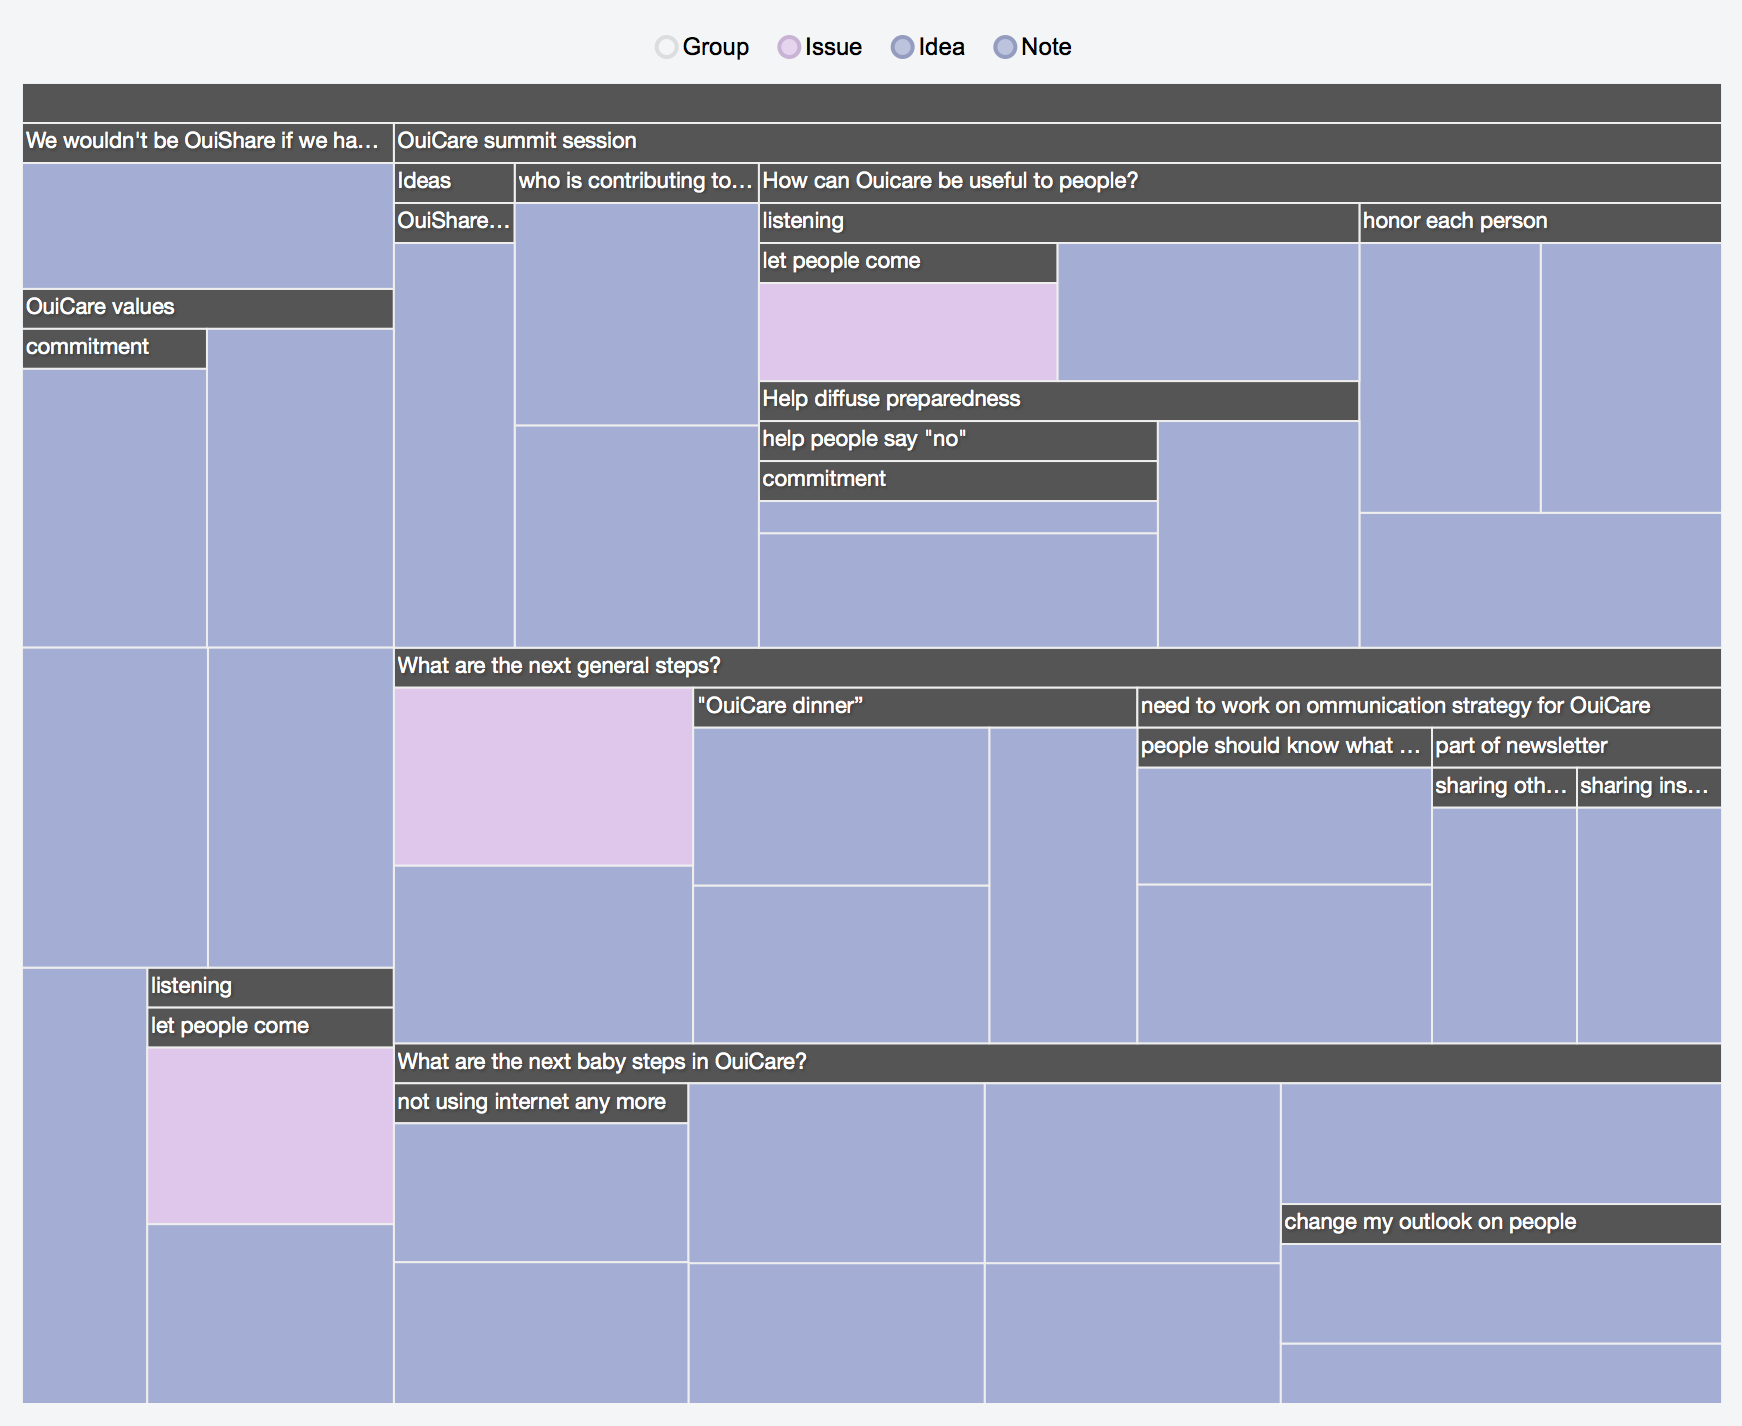 Group Issue Idea Note
We wouldn't be OuiShare if we ha...
OuiCare summit session
Ideas
who is contributing to...
How can Ouicare be useful to people?
OuiShare...
listening
honor each person
let people come
OuiCare values
commitment
Help diffuse preparedness
help people say "no"
commitment
What are the next general steps?
"OuiCare dinner”
need to work on ommunication strategy for OuiCare
people should know what ...
part of newsletter
sharing oth...
sharing ins...
listening
let people come
What are the next baby steps in OuiCare?
not using internet any more
change my outlook on people